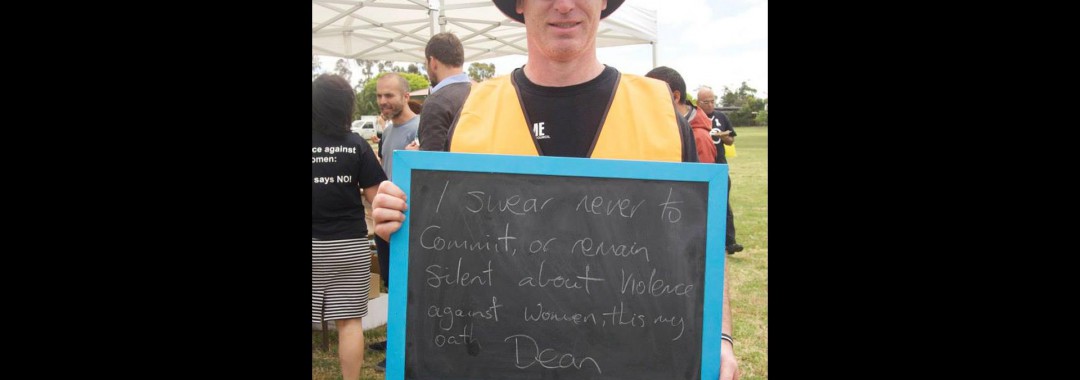 ce against
omen:
says NO!
ME
I swear never to
Commit, or remain
Silent about Violence
against Women, this my
oath Dean